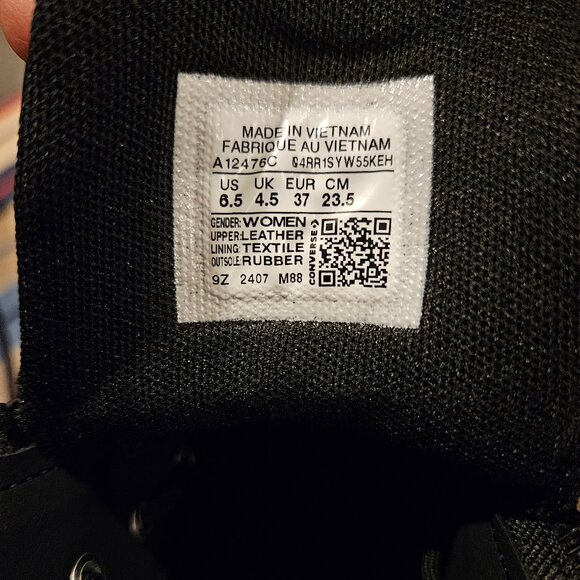 MADE IN VIETNAM
FABRIQUE AU VIETNAM
A12476C 04RR1SYW55KEH
US UK EUR CM
6.5 4.5 37 23.5
GENDER: WOMEN
UPPER: LEATHER
LINING: TEXTILE
OUTSOLE: RUBBER
CONVERSE
9Z 2407 M88